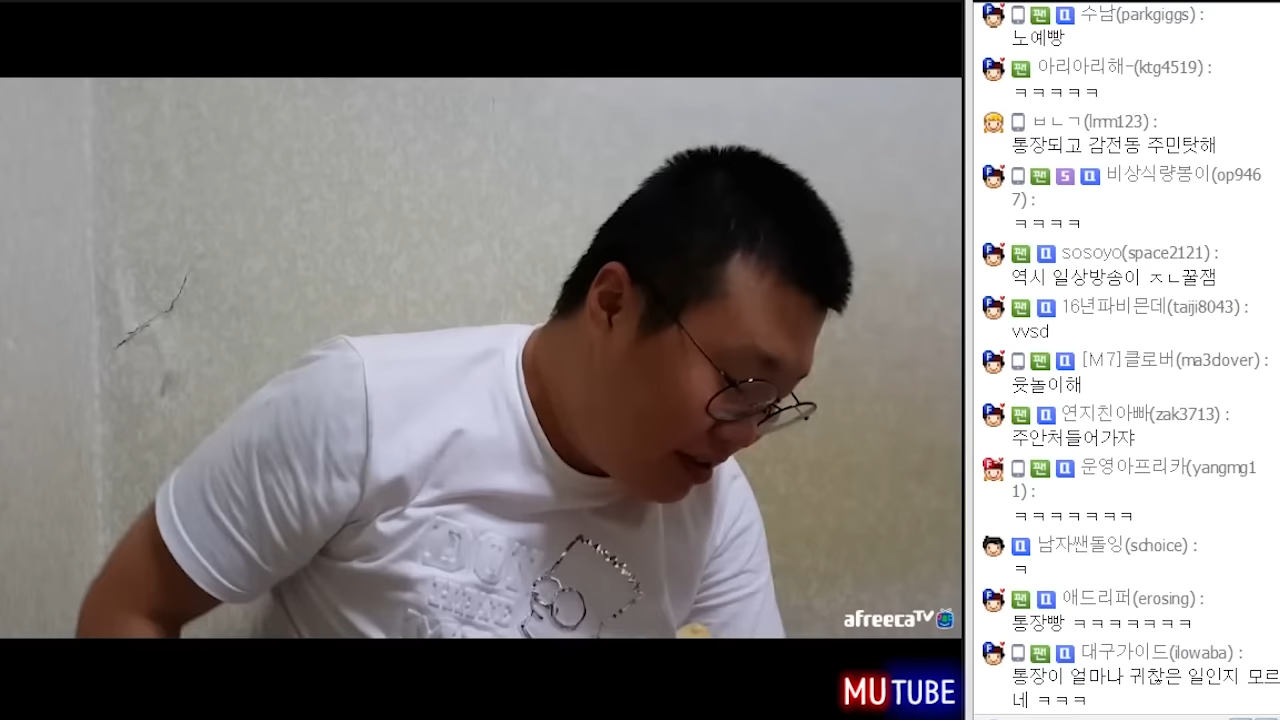 수남(parkgiggs) :
노예빵
아리아리해-(ktg4519) :
ㅋㅋㅋㅋㅋ
ㅂㄴㄱ(lrrm123) :
통장되고 감전동 주민탓해
비상식량봉이(op946
7) :
ㅋㅋㅋㅋ
sosoyo(space2121) :
역시 일상방송이 ㅈㄴ꿀잼
16년파비믄데(taiji8043) :
vvsd
[M7]클로버(ma3dover) :
윷놀이해
연지친아빠(zak3713) :
주안처들어가쟈
운영아프리카(yangmg1
1) :
ㅋㅋㅋㅋㅋㅋㅋ
남자쌘돌잉(schoice) :
ㅋ
애드리퍼(erosing) :
통장빵 ㅋㅋㅋㅋㅋㅋㅋ
대구가이드(ilowaba) :
통장이 얼마나 귀찮은 일인지 모르
네 ㅋㅋㅋ
afreecaTV
MUTUBE